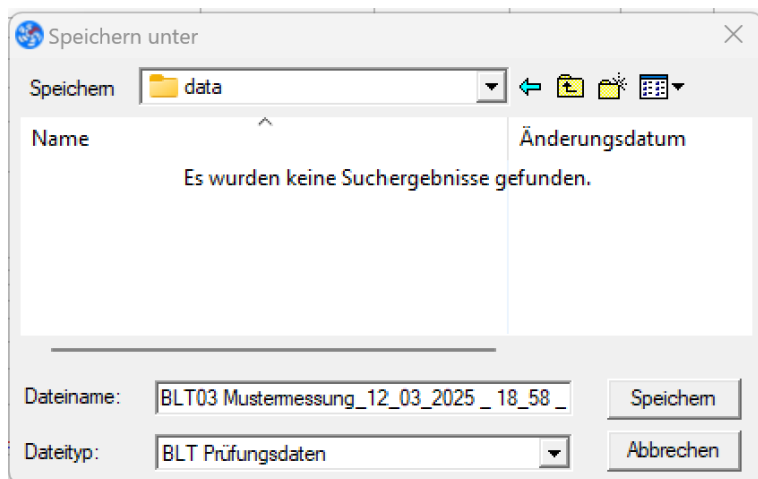 Speichern unter
Speichern data
Name Änderungsdatum
Es wurden keine Suchergebnisse gefunden.
Dateiname: BLT03 Mustermessung_12_03_2025 _ 18_58 _ Speichern
Dateityp: BLT Prüfungsdaten Abbrechen